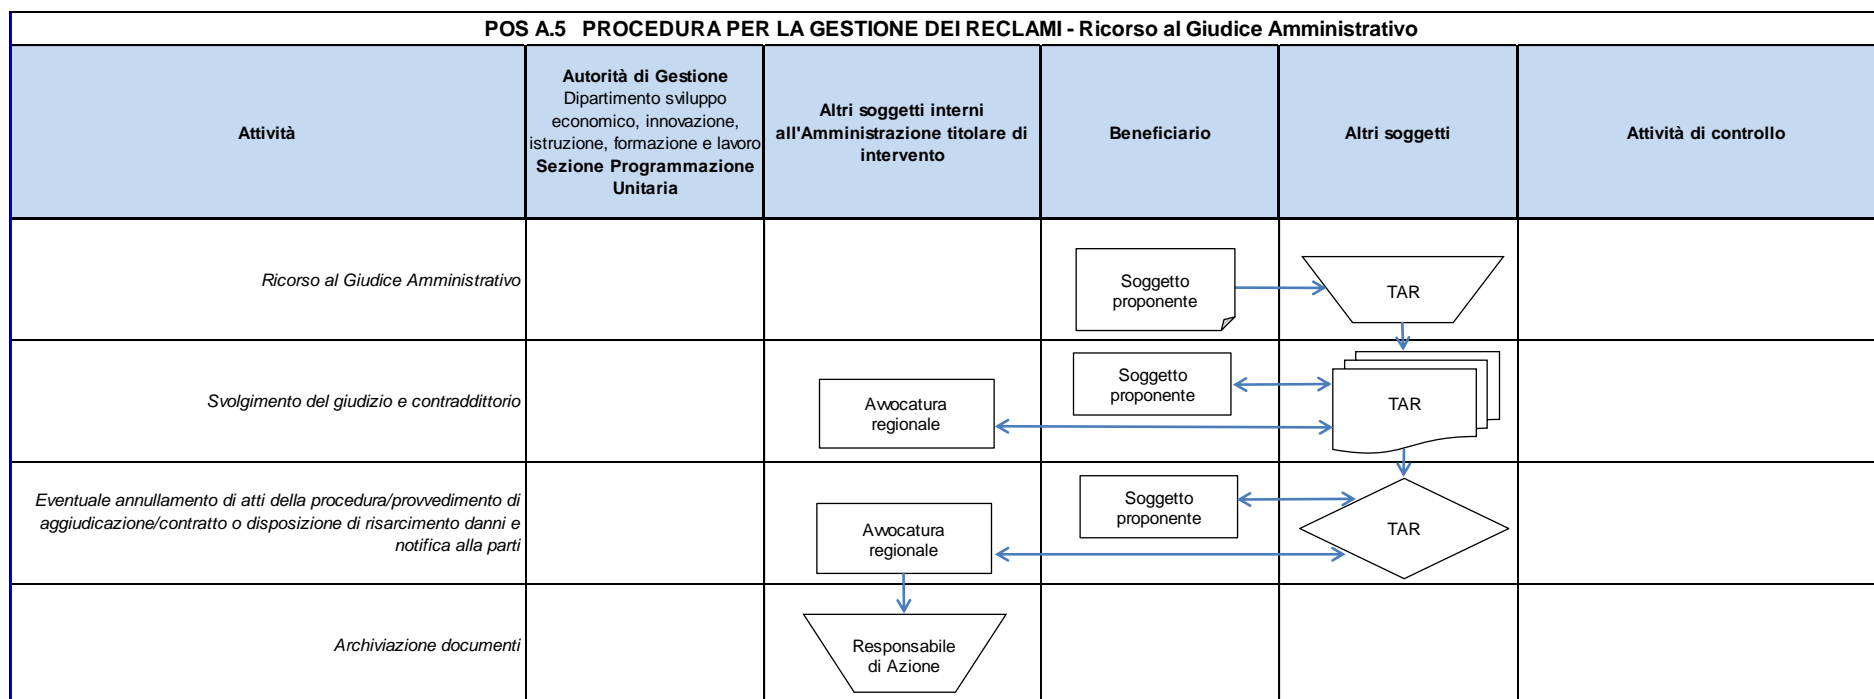 POS A.5 PROCEDURA PER LA GESTIONE DEI RECLAMI - Ricorso al Giudice Amministrativo
Attività
Autorità di Gestione
Dipartimento sviluppo
economico, innovazione,
istruzione, formazione e lavoro
Sezione Programmazione
Unitaria
Altri soggetti interni
all'Amministrazione titolare di
intervento
Beneficiario
Altri soggetti
Attività di controllo
Ricorso al Giudice Amministrativo
Soggetto
proponente
TAR
Svolgimento del giudizio e contraddittorio
Avvocatura
regionale
Soggetto
proponente
TAR
Eventuale annullamento di atti della procedura/provvedimento di
aggiudicazione/contratto o disposizione di risarcimento danni e
notifica alla parti
Avvocatura
regionale
Soggetto
proponente
TAR
Archiviazione documenti
Responsabile
di Azione